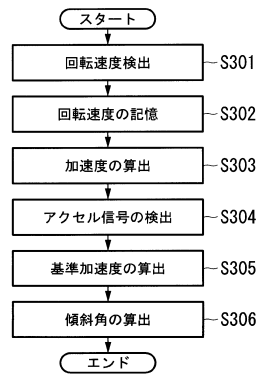 スタート
回転速度検出 S301
回転速度の記憶 S302
加速度の算出 S303
アクセル信号の検出 S304
基準加速度の算出 S305
傾斜角の算出 S306
エンド